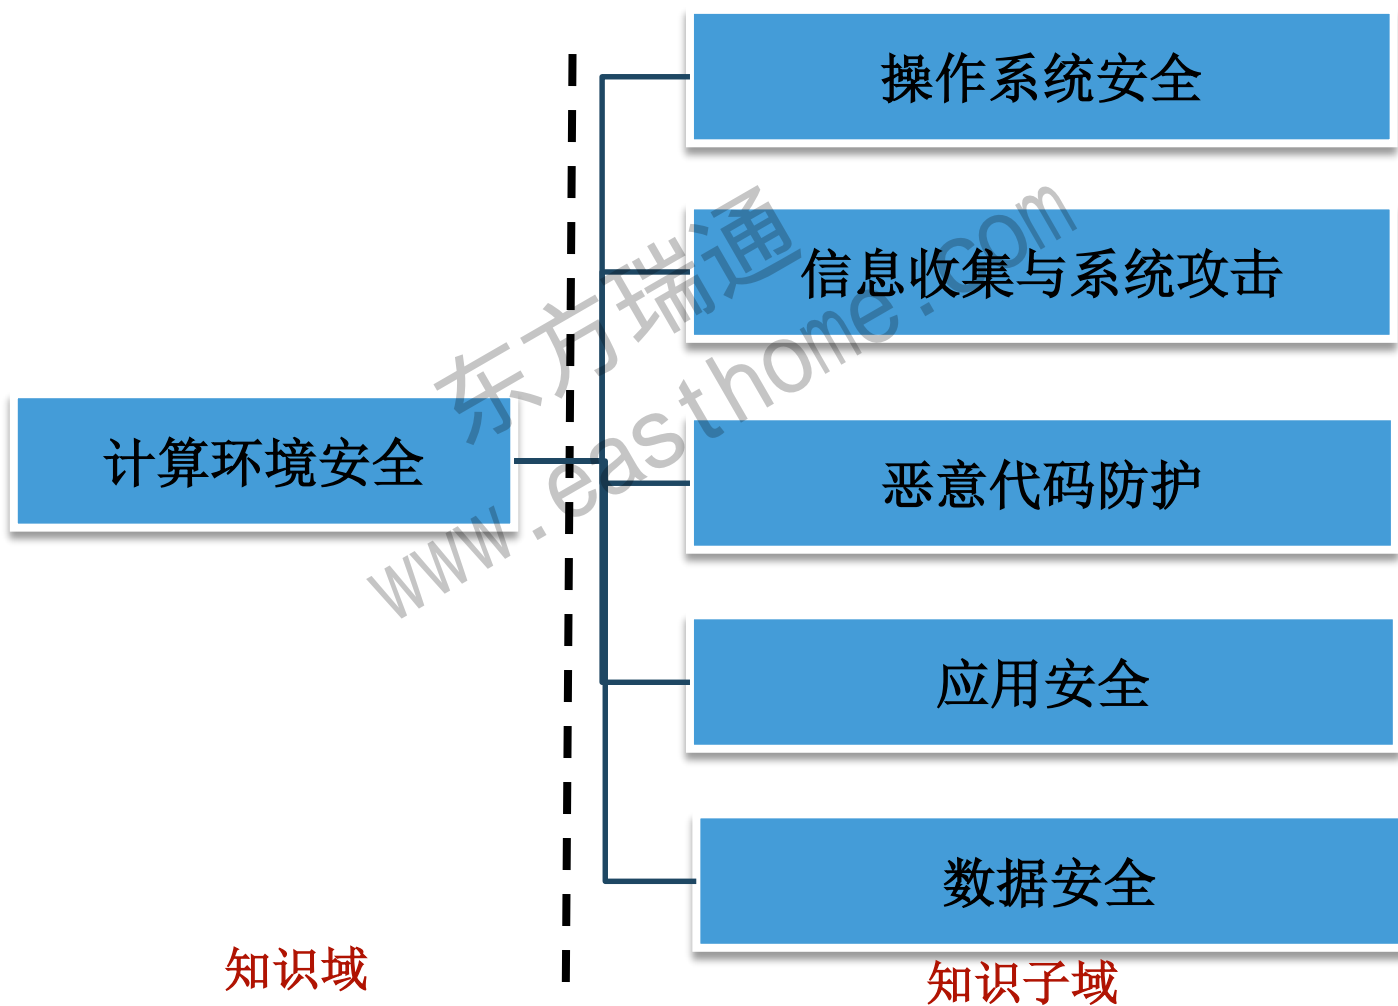 操作系统安全
信息收集与系统攻击
计算环境安全
恶意代码防护
应用安全
数据安全
知识域
知识子域
东方瑞通
www.easthome.com